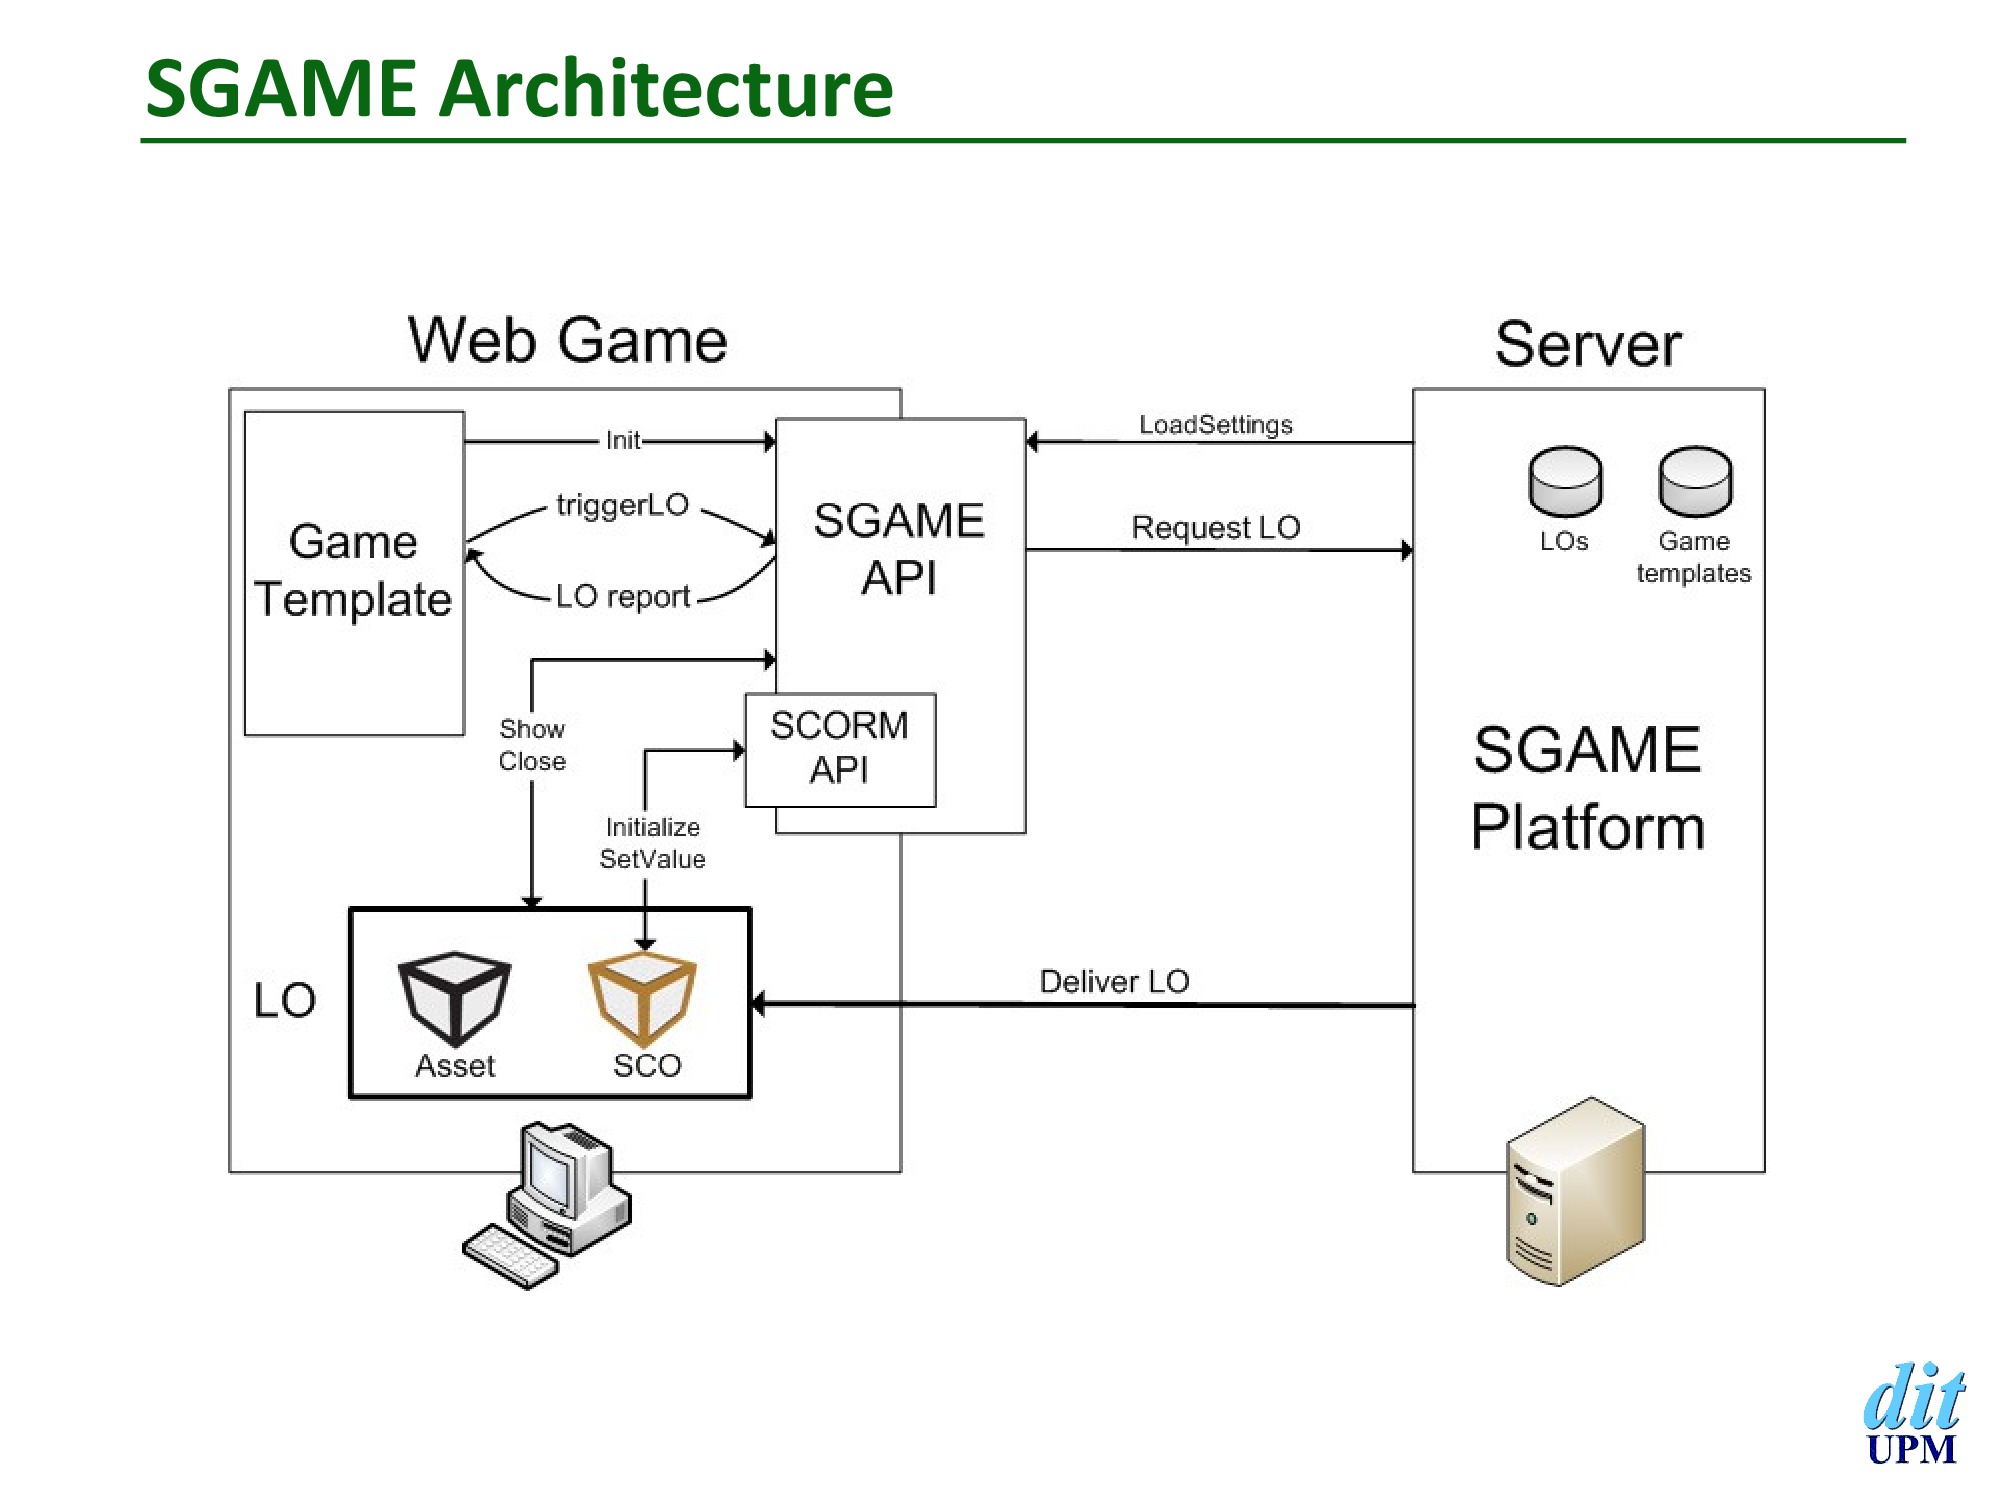 SGAME Architecture
Web Game
Server
Init
LoadSettings
triggerLO
Game
Template
SGAME
API
Request LO
LOs
Game
templates
LO report
Show
Close
SCORM
API
SGAME
Platform
Initialize
SetValue
LO
Asset
SCO
Deliver LO
dit
UPM